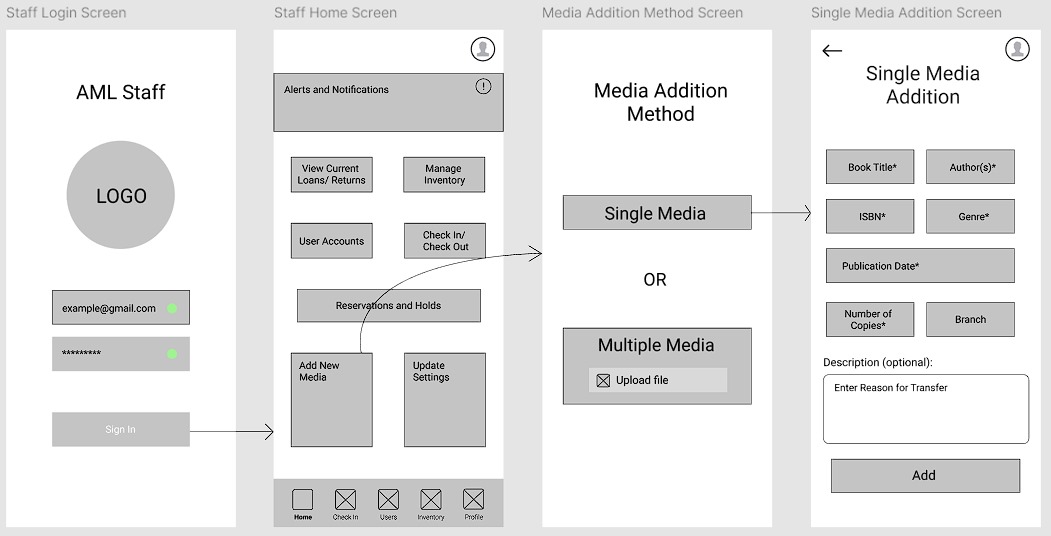 Staff Login Screen
AML Staff
LOGO
example@gmail.com
*********
Sign In
Staff Home Screen
Alerts and Notifications
!
View Current
Loans/ Returns
Manage
Inventory
User Accounts
Check In/
Check Out
Reservations and Holds
Add New
Media
Update
Settings
Home
Check In
Users
Inventory
Profile
Media Addition Method Screen
Media Addition
Method
Single Media
OR
Multiple Media
Upload file
Single Media Addition Screen
Single Media
Addition
Book Title*
Author(s)*
ISBN*
Genre*
Publication Date*
Number of
Copies*
Branch
Description (optional):
Enter Reason for Transfer
Add